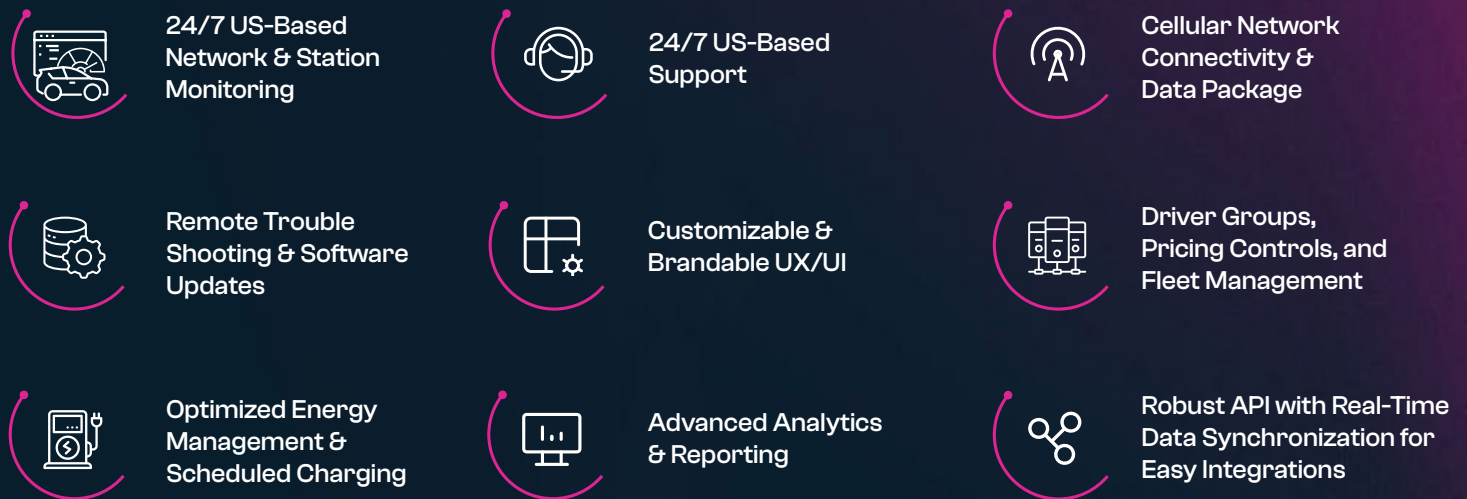 24/7 US-Based
Network & Station
Monitoring
24/7 US-Based
Support
Cellular Network
Connectivity &
Data Package
Remote Trouble
Shooting & Software
Updates
Customizable &
Brandable UX/UI
Driver Groups,
Pricing Controls, and
Fleet Management
Optimized Energy
Management &
Scheduled Charging
Advanced Analytics
& Reporting
Robust API with Real-Time
Data Synchronization for
Easy Integrations